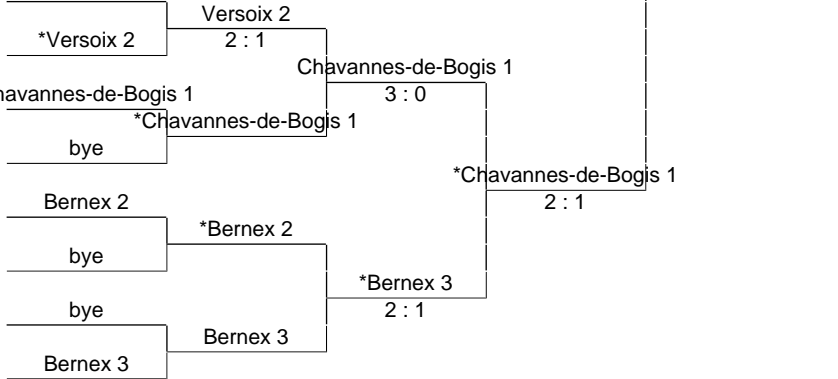 Versoix 2
*Versoix 2
2 : 1
Chavannes-de-Bogis 1
havannes-de-Bogis 1
3 : 0
*Chavannes-de-Bogis 1
bye
*Chavannes-de-Bogis 1
Bernex 2
2 : 1
*Bernex 2
bye
*Bernex 3
bye
2 : 1
Bernex 3
Bernex 3